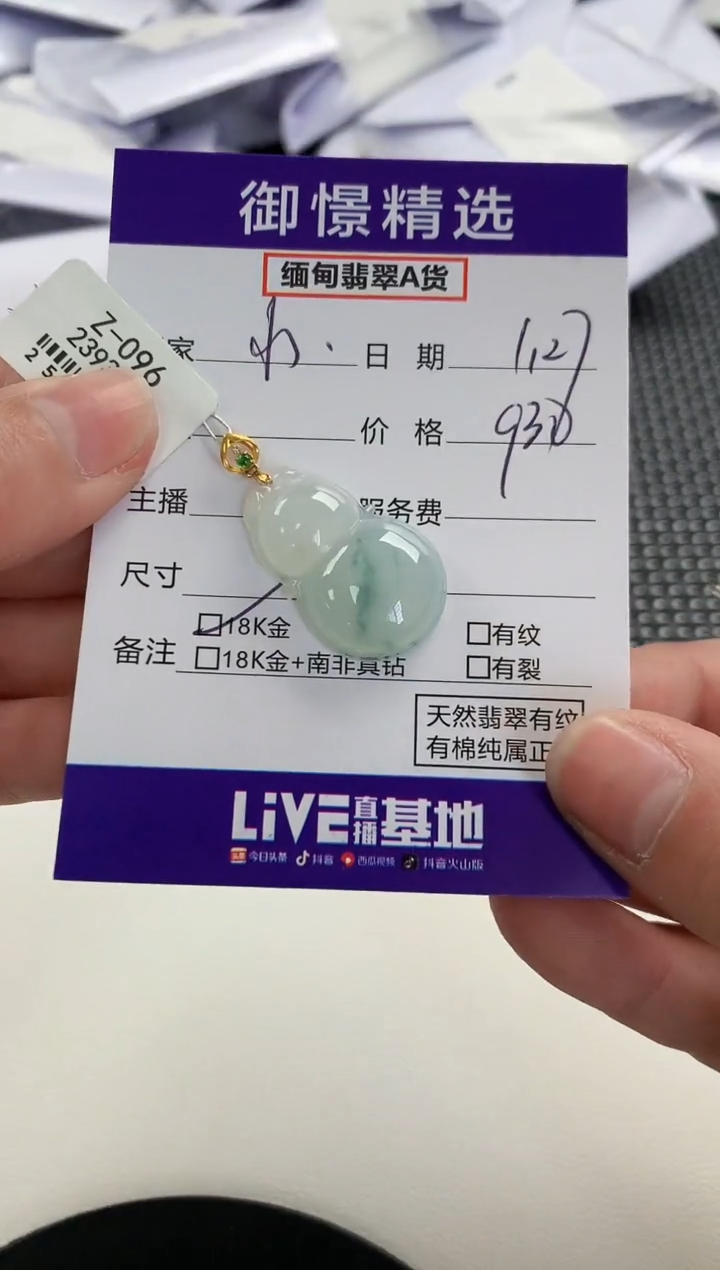 御憬精选
缅甸翡翠A货
Z-096
家 日期 1,27
价格 930
主播 服务费
尺寸
18K金 有纹
备注 18K金+南非真钻 有裂
天然翡翠有纹
有棉纯属正
LiVE直播基地
头条 今日头条 抖音 西瓜视频 抖音火山版